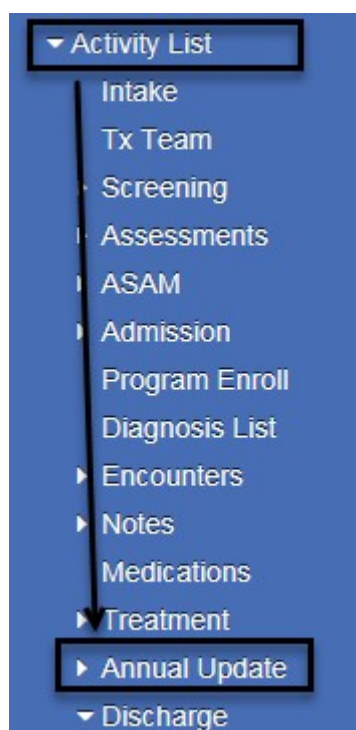 Activity List
Intake
Tx Team
Screening
Assessments
ASAM
Admission
Program Enroll
Diagnosis List
Encounters
Notes
Medications
Treatment
Annual Update
Discharge